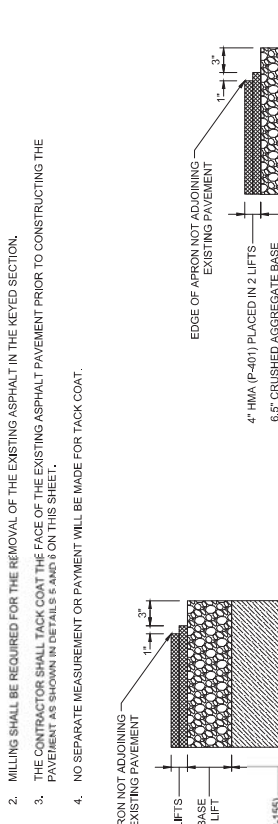 2. MILLING SHALL BE REQUIRED FOR THE REMOVAL OF THE EXISTING ASPHALT IN THE KEYED SECTION.
3. THE CONTRACTOR SHALL TACK COAT THE FACE OF THE EXISTING ASPHALT PAVEMENT PRIOR TO CONSTRUCTING THE
PAVEMENT AS SHOWN IN DETAILS 5 AND 6 ON THIS SHEET.
4. NO SEPARATE MEASUREMENT OR PAYMENT WILL BE MADE FOR TACK COAT.
RON NOT ADJOINING
EXISTING PAVEMENT
1"
3"
LIFTS
BASE
LIFT
155)
EDGE OF APRON NOT ADJOINING
EXISTING PAVEMENT
1"
3"
4" HMA (P-401) PLACED IN 2 LIFTS
6.5" CRUSHED AGGREGATE BASE